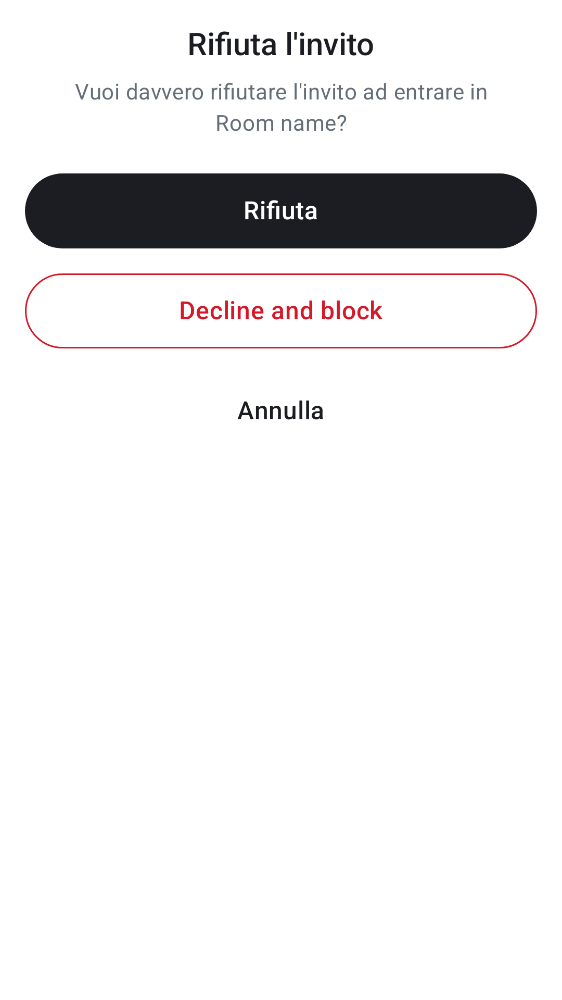 Rifiuta l'invito
Vuoi davvero rifiutare l'invito ad entrare in
Room name?
Rifiuta
Decline and block
Annulla